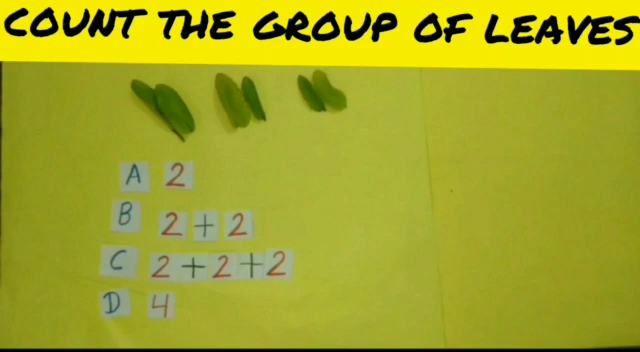 COUNT THE GROUP OF LEAVES
A 2
B 2+2
C 2+2+2
D 4